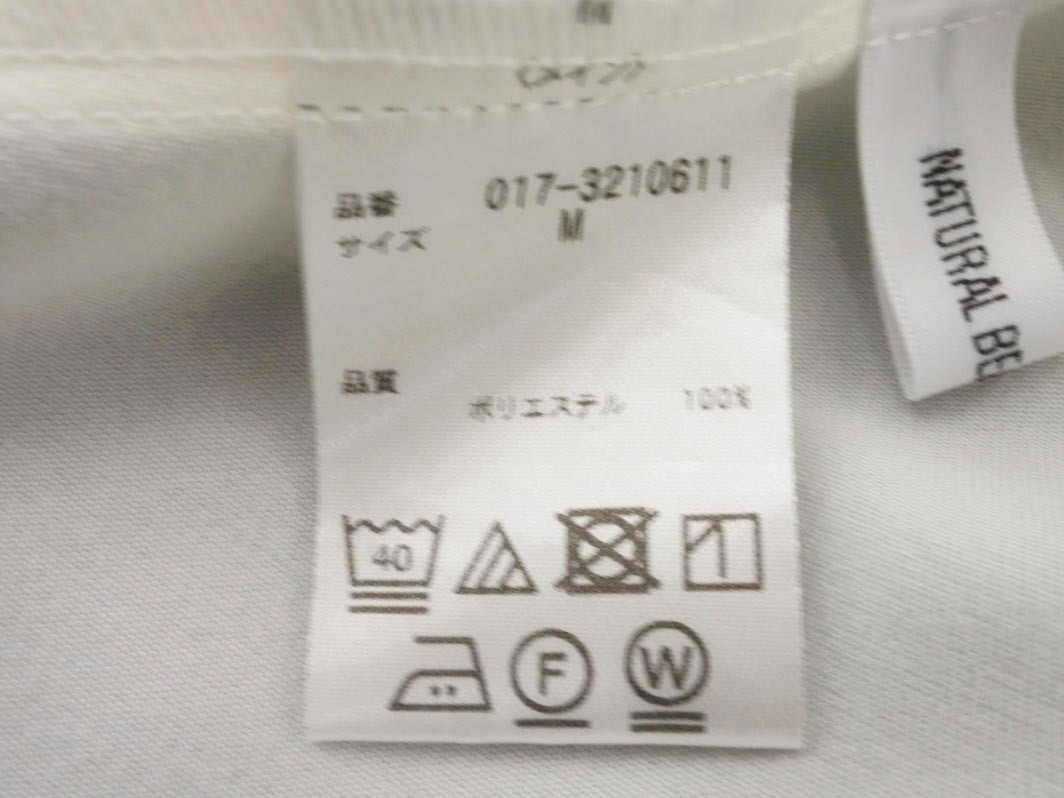 品番 017-3210611
サイズ M
品質
ポリエステル 100%
40
F W
NATURAL BE